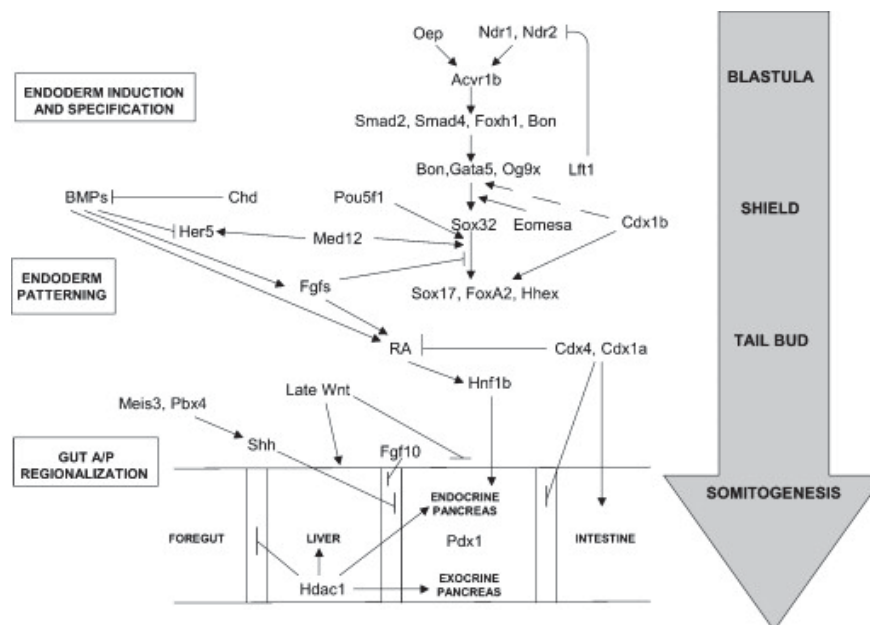 Oep
Ndr1, Ndr2
Acvr1b
BLASTULA
ENDODERM INDUCTION
AND SPECIFICATION
Smad2, Smad4, Foxh1, Bon
Bon,Gata5, Og9x
Lft1
BMPs
Chd
Pou5f1
SHIELD
Her5
Med12
Sox32
Eomesa
Cdx1b
ENDODERM
PATTERNING
Fgfs
Sox17, FoxA2, Hhex
RA
Cdx4, Cdx1a
TAIL BUD
Late Wnt
Hnf1b
Meis3, Pbx4
GUT A/P
REGIONALIZATION
Shh
Fgf10
SOMITOGENESIS
ENDOCRINE
PANCREAS
FOREGUT
LIVER
Pdx1
INTESTINE
Hdac1
EXOCRINE
PANCREAS